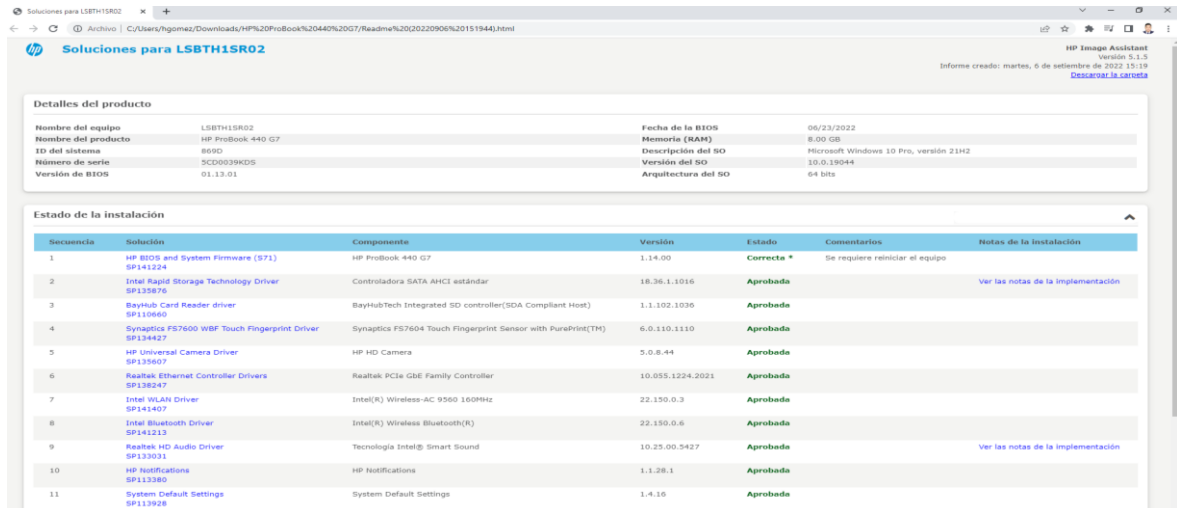 Soluciones para LSBTH1SR02
Archivo | C:/Users/hgomez/Downloads/HP%20ProBook%20440%20G7/Readme%20(20220906%20151944).html
hp Soluciones para LSBTH1SR02
HP Image Assistant
Versión 5.1.5
Informe creado: martes, 6 de setiembre de 2022 15:19
Descargar la carpeta
Detalles del producto
Nombre del equipo LSBTH1SR02 Fecha de la BIOS 06/23/2022
Nombre del producto HP ProBook 440 G7 Memoria (RAM) 8.00 GB
ID del sistema 869D Descripción del SO Microsoft Windows 10 Pro, versión 21H2
Número de serie 5CD0039KDS Versión del SO 10.0.19044
Versión de BIOS 01.13.01 Arquitectura del SO 64 bits
Estado de la instalación
Secuencia Solución Componente Versión Estado Comentarios Notas de la instalación
1 HP BIOS and System Firmware (S71) HP ProBook 440 G7 1.14.00 Correcta * Se requiere reiniciar el equipo
SP141224
2 Intel Rapid Storage Technology Driver Controladora SATA AHCI estándar 18.36.1.1016 Aprobada Ver las notas de la implementación
SP135876
3 BayHub Card Reader driver BayHubTech Integrated SD controller(SDA Compliant Host) 1.1.102.1036 Aprobada
SP110660
4 Synaptics FS7600 WBF Touch Fingerprint Driver Synaptics FS7604 Touch Fingerprint Sensor with PurePrint(TM) 6.0.110.1110 Aprobada
SP134427
5 HP Universal Camera Driver HP HD Camera 5.0.8.44 Aprobada
SP135607
6 Realtek Ethernet Controller Drivers Realtek PCIe GbE Family Controller 10.055.1224.2021 Aprobada
SP138247
7 Intel WLAN Driver Intel(R) Wireless-AC 9560 160MHz 22.150.0.3 Aprobada
SP141407
8 Intel Bluetooth Driver Intel(R) Wireless Bluetooth(R) 22.150.0.6 Aprobada
SP141213
9 Realtek HD Audio Driver Tecnología Intel® Smart Sound 10.25.00.5427 Aprobada Ver las notas de la implementación
SP133031
10 HP Notifications HP Notifications 1.1.28.1 Aprobada
SP113380
11 System Default Settings System Default Settings 1.4.16 Aprobada
SP113928